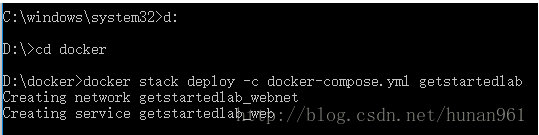 C:\windows\system32>d:
D:\>cd docker
D:\docker>docker stack deploy -c docker-compose.yml getstartedlab
Creating network getstartedlab_webnet
Creating service getstartedlab_web
http://blog.csdn.net/hunan961